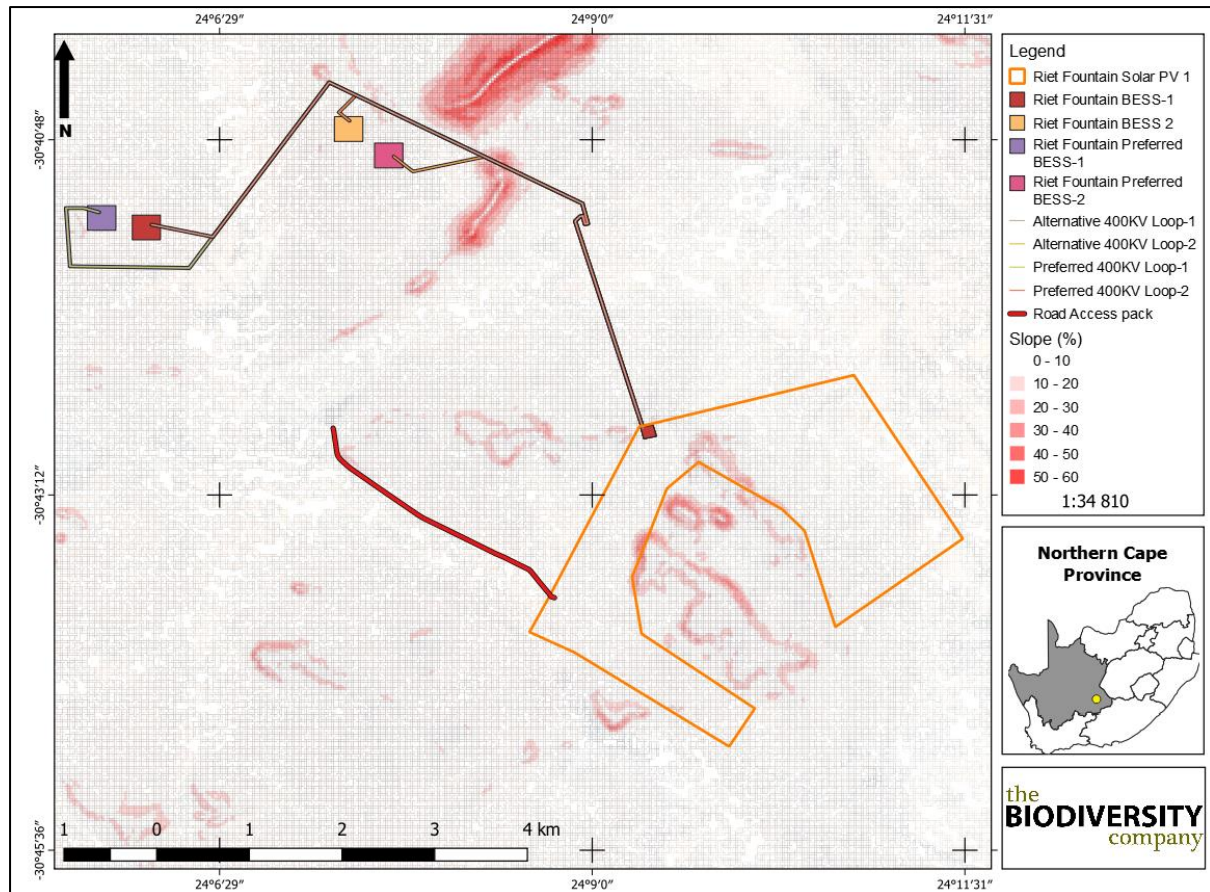 24°6′29″ 24°9′0″ 24°11′31″
-30°40′48″
-30°43′12″
-30°45′36″
N
1 0 1 2 3 4 km
Legend
Riet Fountain Solar PV 1
Riet Fountain BESS-1
Riet Fountain BESS 2
Riet Fountain Preferred
BESS-1
Riet Fountain Preferred
BESS-2
Alternative 400KV Loop-1
Alternative 400KV Loop-2
Preferred 400KV Loop-1
Preferred 400KV Loop-2
Road Access pack
Slope (%)
0 - 10
10 - 20
20 - 30
30 - 40
40 - 50
50 - 60
1:34 810
Northern Cape
Province
the
BIODIVERSITY
company
24°6′29″ 24°9′0″ 24°11′31″